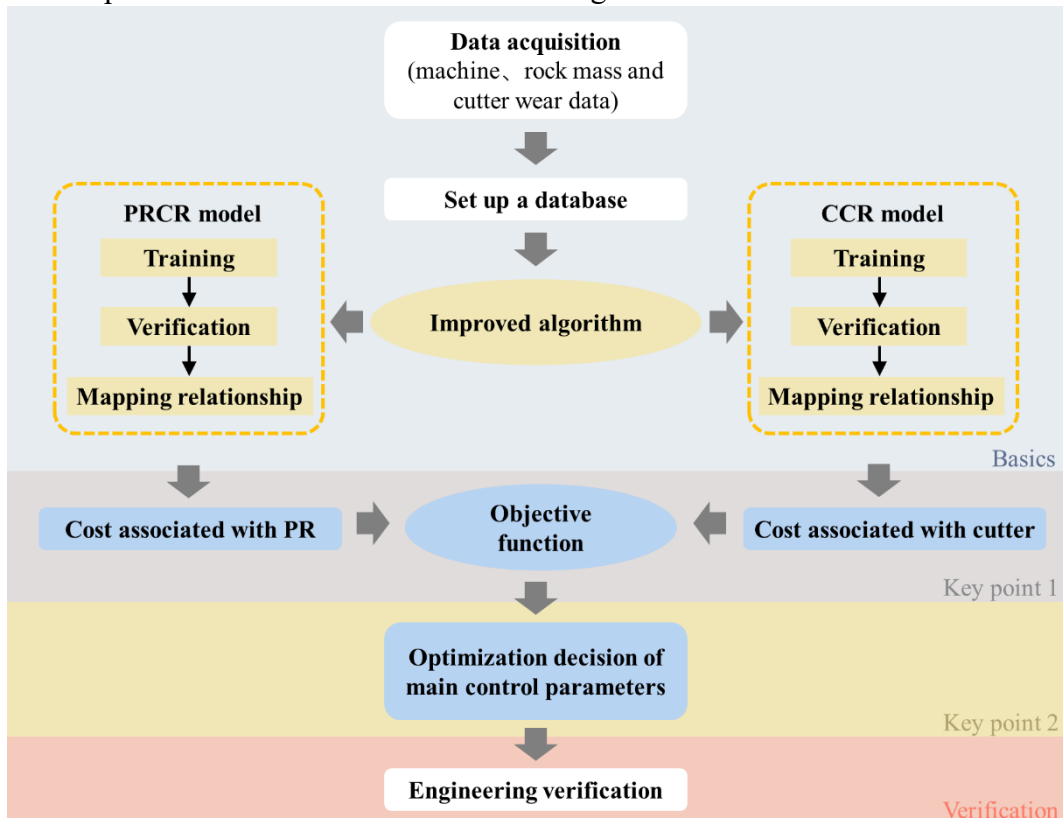 Data acquisition
(machine、rock mass and
cutter wear data)
Set up a database
PRCR model
Training
Verification
Mapping relationship
Improved algorithm
CCR model
Training
Verification
Mapping relationship
Basics
Cost associated with PR
Objective
function
Cost associated with cutter
Key point 1
Optimization decision of
main control parameters
Key point 2
Engineering verification
Verification